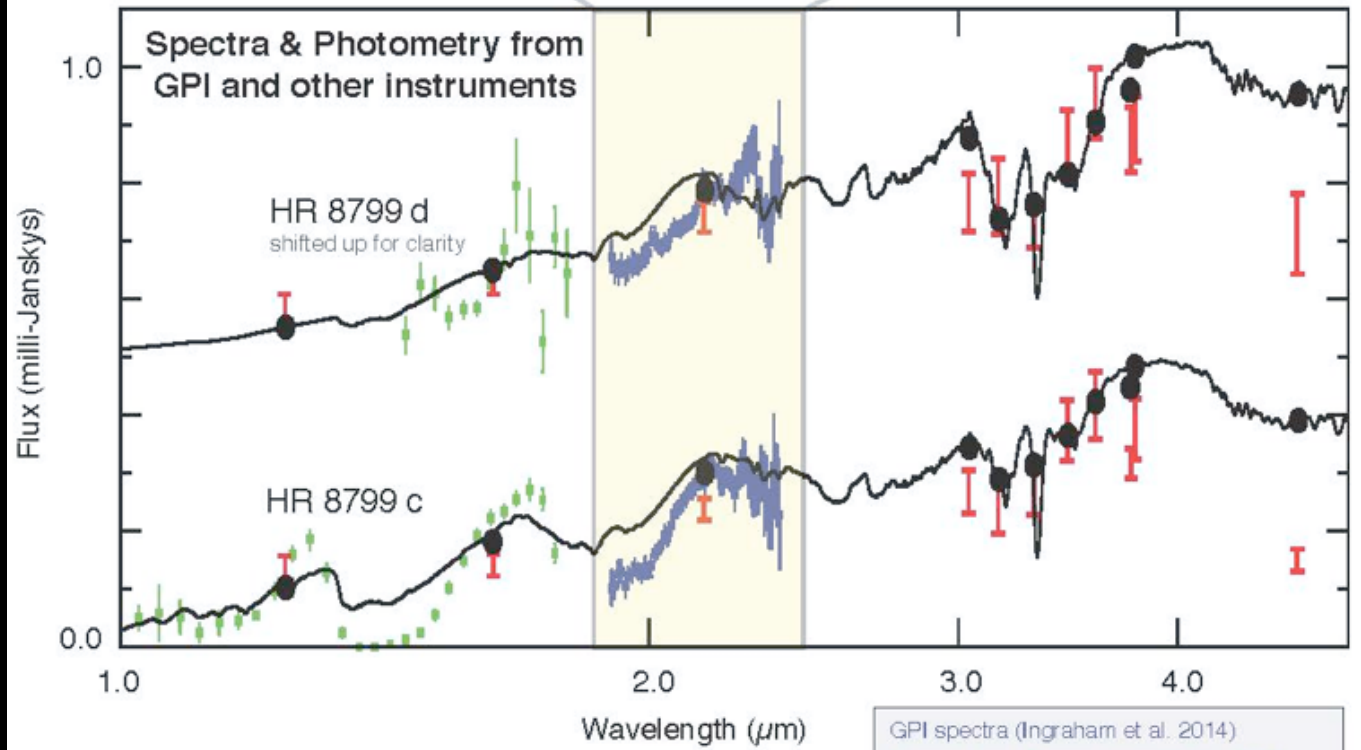 Spectra & Photometry from
GPI and other instruments
1.0
HR 8799 d
shifted up for clarity
Flux (milli-Janskys)
HR 8799 c
0.0
1.0
2.0
3.0
4.0
Wavelength (μm)
GPI spectra (Ingraham et al. 2014)